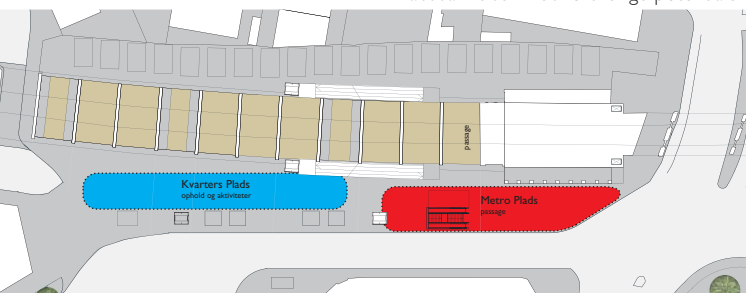 passage
Kvarters Plads
ophold og aktiviteter
Metro Plads
passage